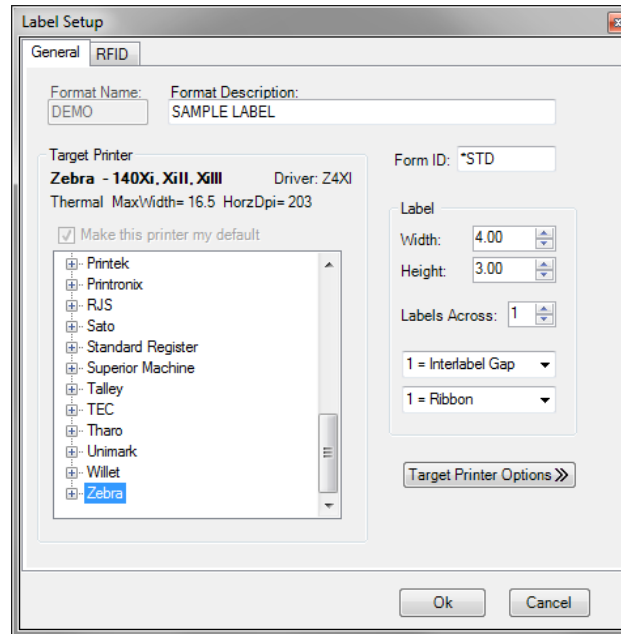 Label Setup
General RFID
Format Name: Format Description:
DEMO SAMPLE LABEL
Target Printer
Zebra - 140Xi, XiII, XiIII Driver: Z4XI
Thermal MaxWidth= 16.5 HorzDpi= 203
Make this printer my default
Printek
Printronix
RJS
Sato
Standard Register
Superior Machine
Talley
TEC
Tharo
Unimark
Willet
Zebra
Form ID: *STD
Label
Width: 4.00
Height: 3.00
Labels Across: 1
1 = Interlabel Gap
1 = Ribbon
Target Printer Options
Ok Cancel